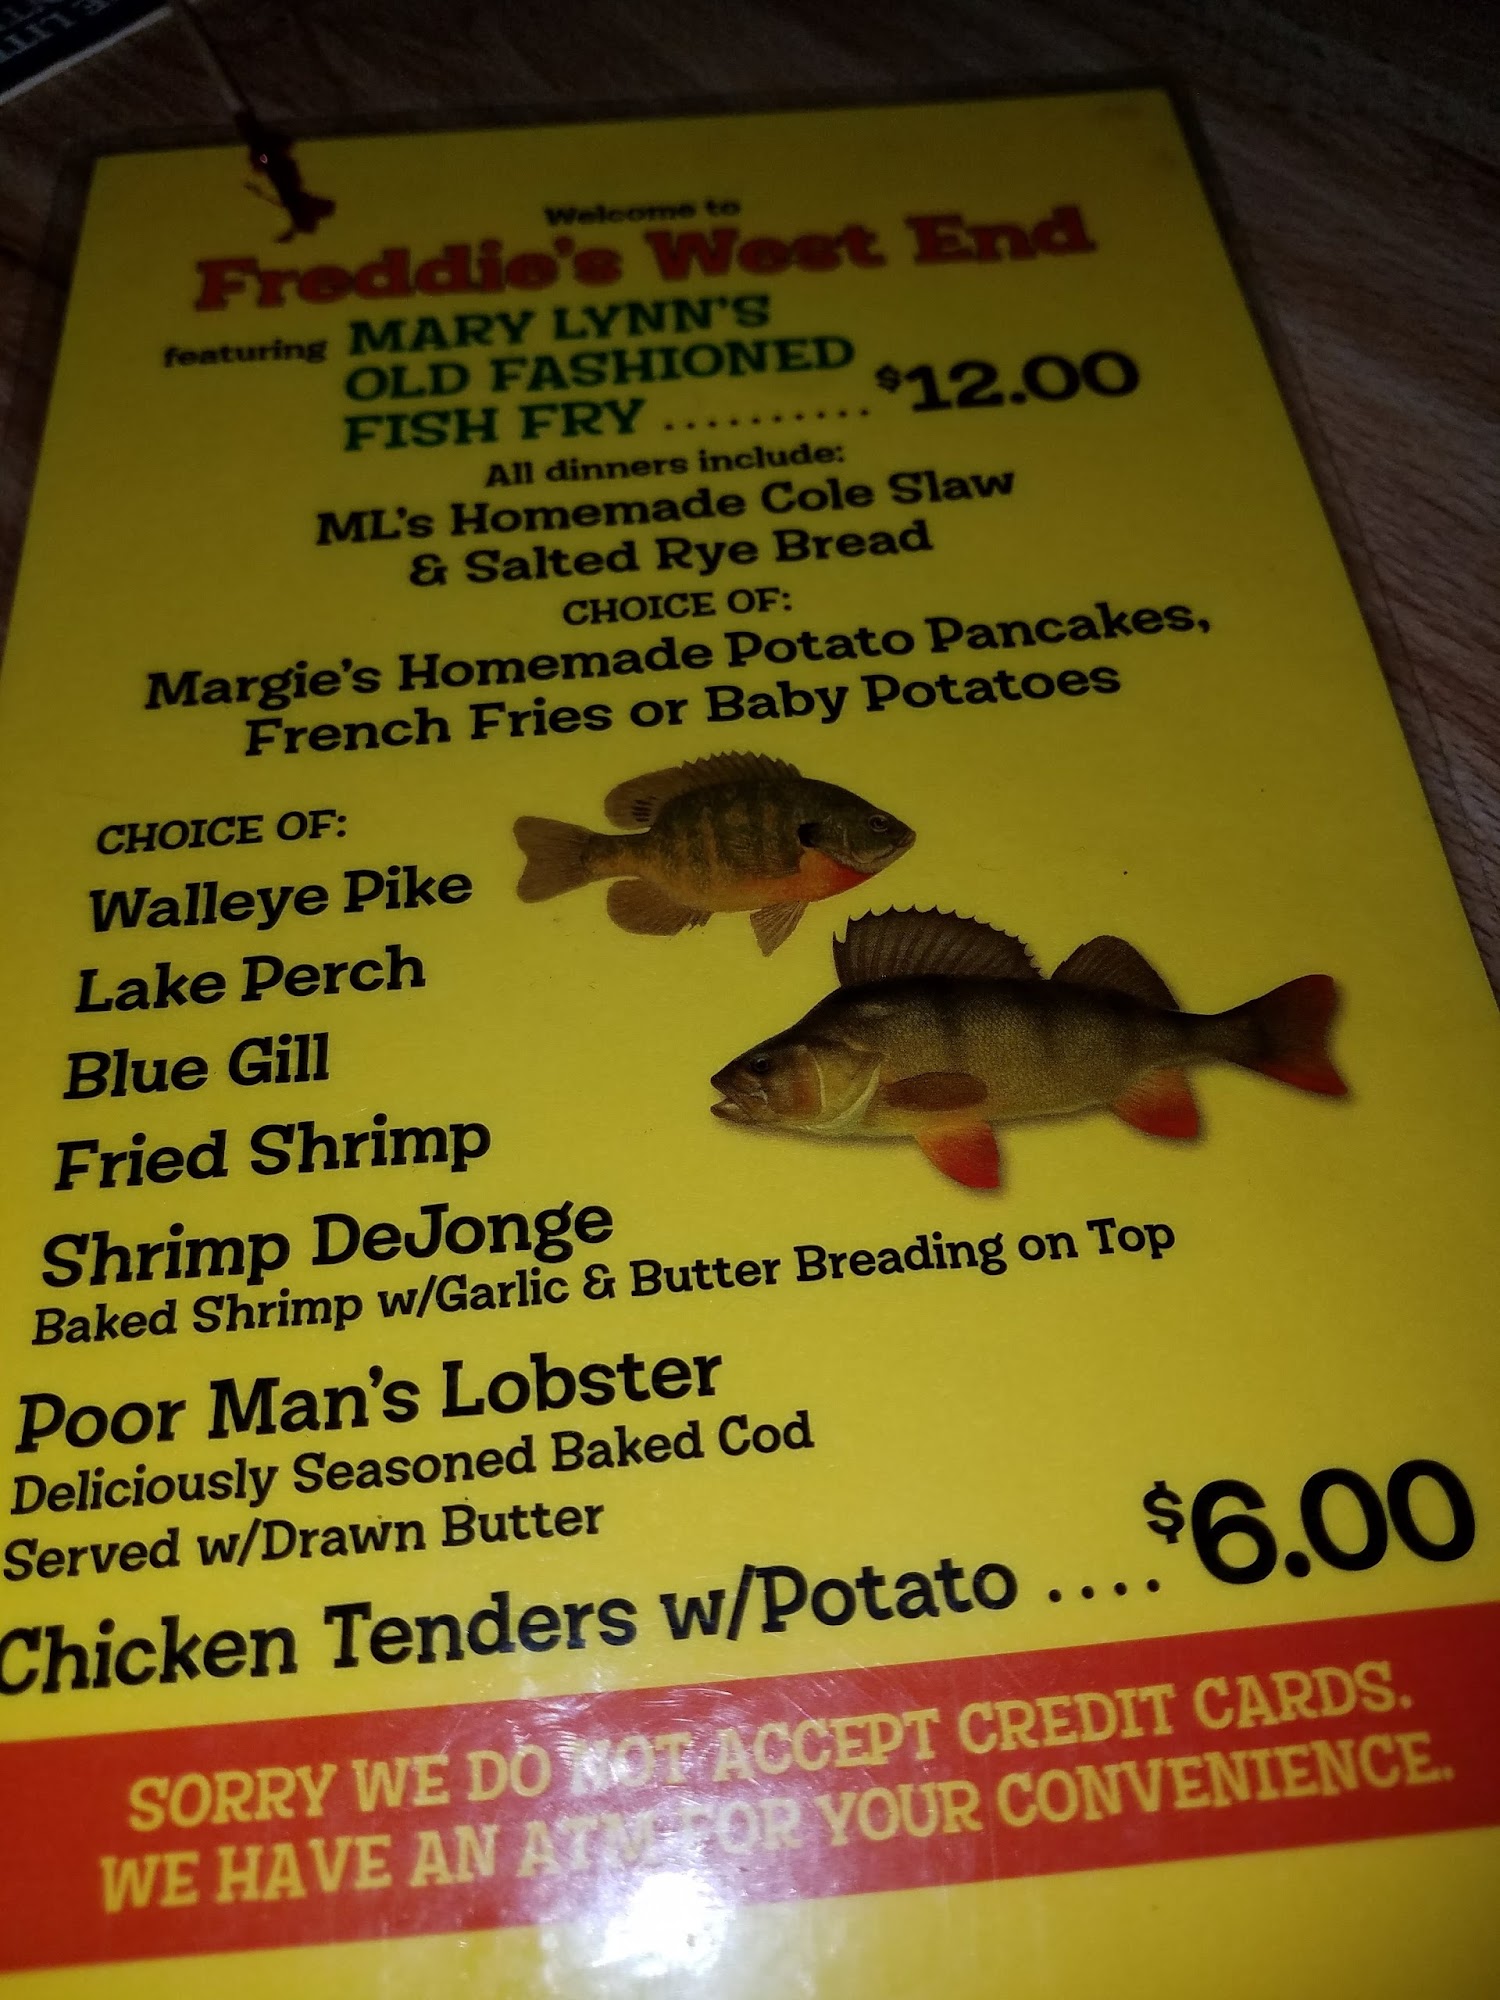 Welcome to
Freddie's West End
featuring MARY LYNN'S
OLD FASHIONED
FISH FRY .......... $12.00
All dinners include:
ML's Homemade Cole Slaw
& Salted Rye Bread
CHOICE OF:
Margie's Homemade Potato Pancakes,
French Fries or Baby Potatoes
CHOICE OF:
Walleye Pike
Lake Perch
Blue Gill
Fried Shrimp
Shrimp DeJonge
Baked Shrimp w/Garlic & Butter Breading on Top
Poor Man's Lobster
Deliciously Seasoned Baked Cod
Served w/Drawn Butter
Chicken Tenders w/Potato .... $6.00
SORRY WE DO NOT ACCEPT CREDIT CARDS.
WE HAVE AN ATM FOR YOUR CONVENIENCE.